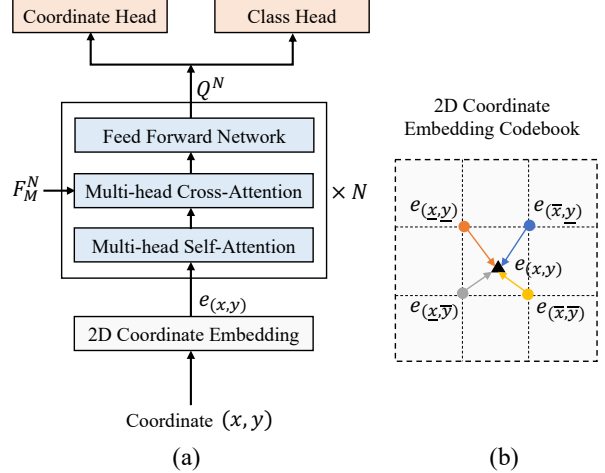 Coordinate Head
Class Head
Q^N
Feed Forward Network
F_M^N
Multi-head Cross-Attention
× N
Multi-head Self-Attention
e_(x,y)
2D Coordinate Embedding
Coordinate (x, y)
(a)
2D Coordinate
Embedding Codebook
e_(x̲,y̲)
e_(x̅,y̲)
e_(x,y)
e_(x̲,y̅)
e_(x̅,y̅)
(b)